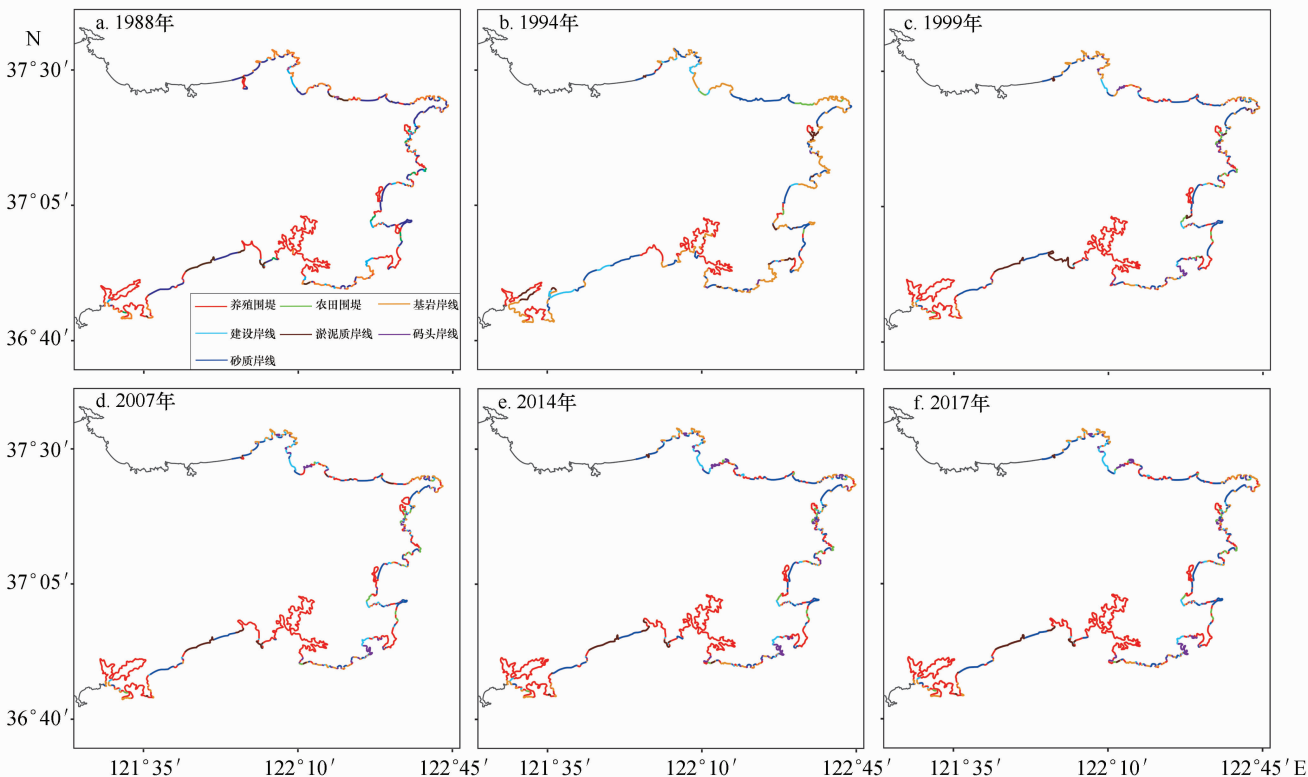 a. 1988年
b. 1994年
c. 1999年
N
37°30′
37°05′
36°40′
养殖围堤 农田围堤 基岩岸线
建设岸线 淤泥质岸线 码头岸线
砂质岸线
d. 2007年
e. 2014年
f. 2017年
37°30′
37°05′
36°40′
121°35′ 122°10′ 122°45′ 121°35′ 122°10′ 122°45′ 121°35′ 122°10′ 122°45′ E